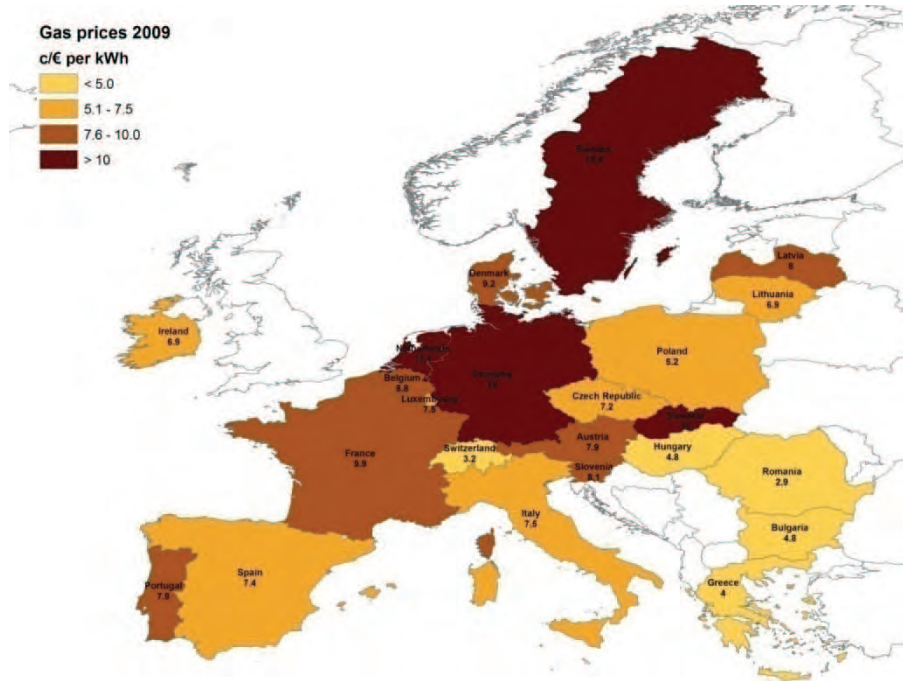 Gas prices 2009
c/€ per kWh
< 5.0
5.1 - 7.5
7.6 - 10.0
> 10
Sweden
Latvia
8
Denmark
9.2
Lithuania
6.9
Ireland
6.9
Poland
5.2
Belgium
8.8
Luxembourg
Czech Republic
7.2
Austria
7.9
Hungary
4.8
Switzerland
3.2
France
9.9
Slovenia
8.1
Romania
2.9
Italy
Bulgaria
4.8
Spain
7.4
Portugal
7.9
Greece
4